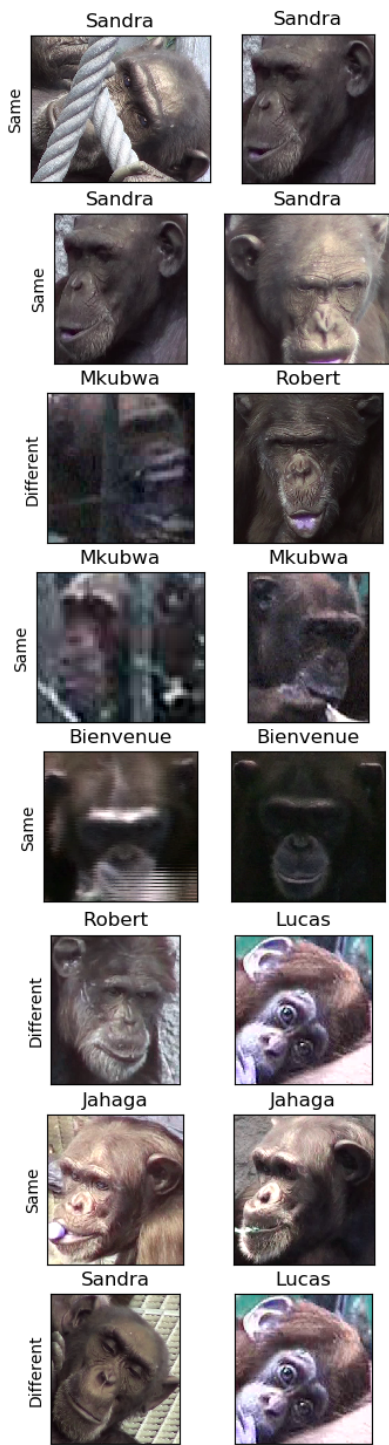 Sandra Sandra
Same
Sandra Sandra
Same
Mkubwa Robert
Different
Mkubwa Mkubwa
Same
Bienvenue Bienvenue
Same
Robert Lucas
Different
Jahaga Jahaga
Same
Sandra Lucas
Different